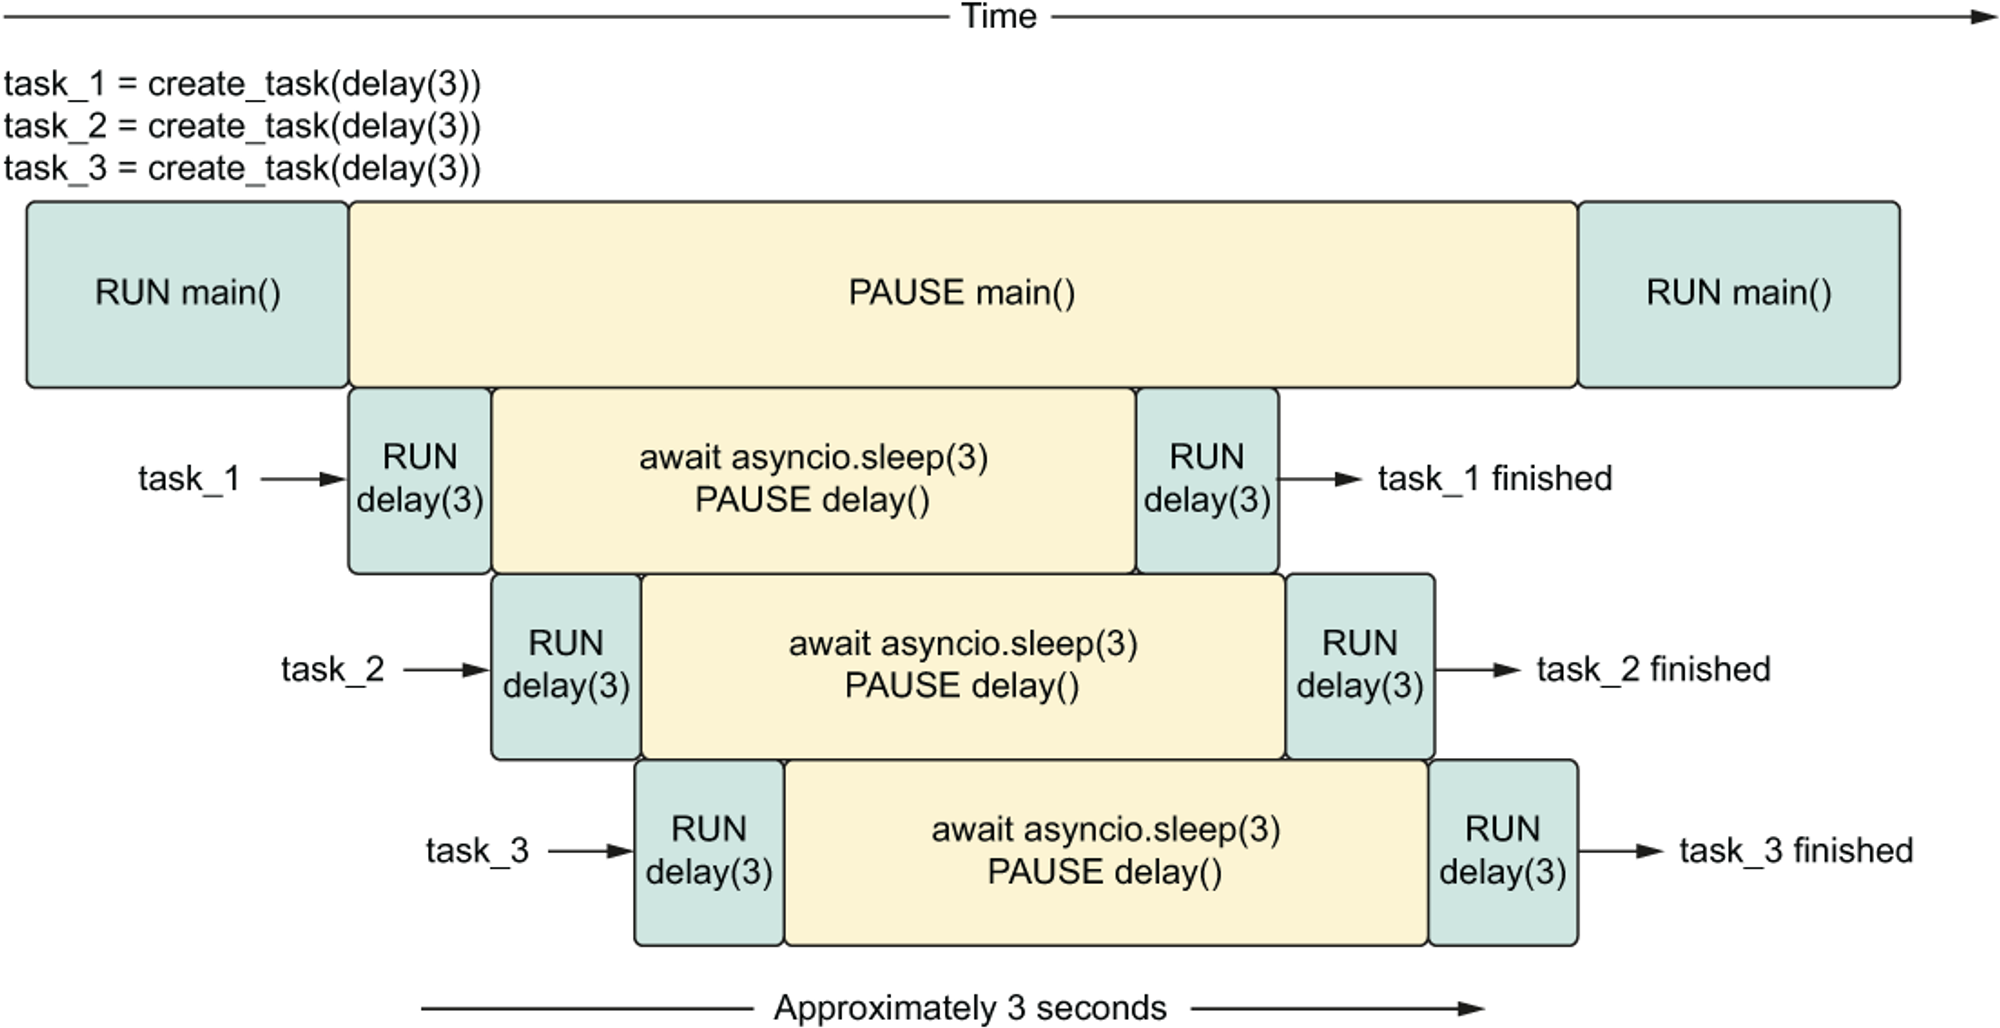 Time
task_1 = create_task(delay(3))
task_2 = create_task(delay(3))
task_3 = create_task(delay(3))
RUN main()
PAUSE main()
RUN main()
task_1
RUN
delay(3)
await asyncio.sleep(3)
PAUSE delay()
RUN
delay(3)
task_1 finished
task_2
RUN
delay(3)
await asyncio.sleep(3)
PAUSE delay()
RUN
delay(3)
task_2 finished
task_3
RUN
delay(3)
await asyncio.sleep(3)
PAUSE delay()
RUN
delay(3)
task_3 finished
Approximately 3 seconds